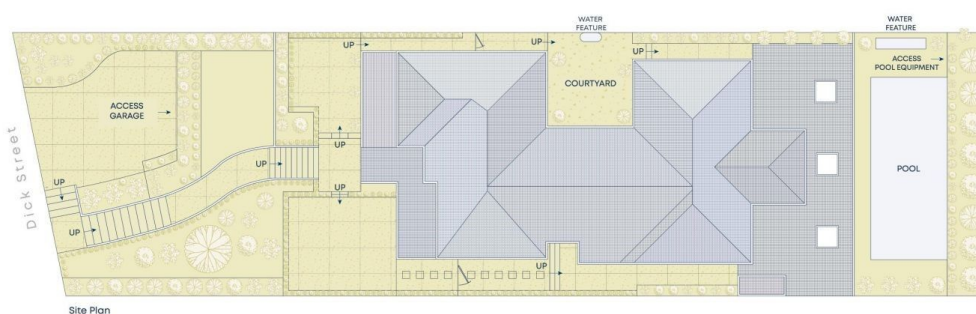 WATER
FEATURE
WATER
FEATURE
UP
UP
UP
ACCESS
POOL EQUIPMENT
COURTYARD
ACCESS
GARAGE
UP
Dick Street
UP
POOL
UP
UP
UP
UP
Site Plan